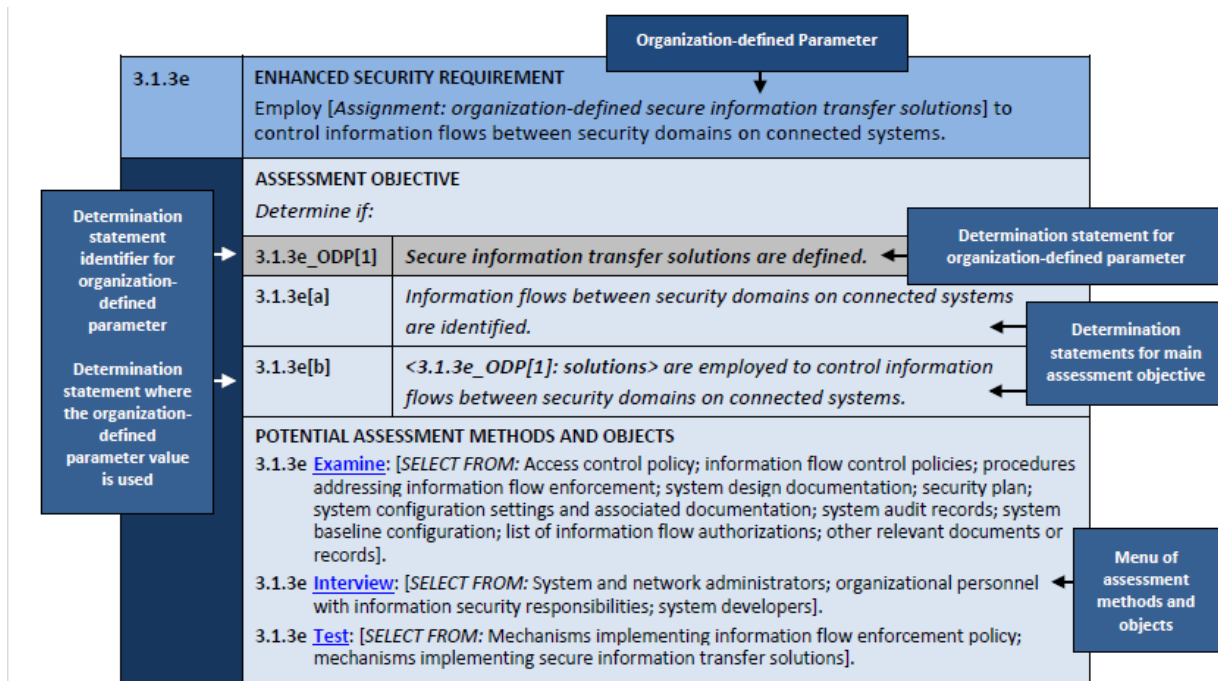 Organization-defined Parameter
3.1.3e
ENHANCED SECURITY REQUIREMENT
Employ [Assignment: organization-defined secure information transfer solutions] to
control information flows between security domains on connected systems.
ASSESSMENT OBJECTIVE
Determine if:
Determination
statement
identifier for
organization-
defined
parameter
3.1.3e_ODP[1]
Secure information transfer solutions are defined.
Determination statement for
organization-defined parameter
3.1.3e[a]
Information flows between security domains on connected systems
are identified.
Determination
statements for main
assessment objective
Determination
statement where
the organization-
defined
parameter value
is used
3.1.3e[b]
<3.1.3e_ODP[1]: solutions> are employed to control information
flows between security domains on connected systems.
POTENTIAL ASSESSMENT METHODS AND OBJECTS
3.1.3e Examine: [SELECT FROM: Access control policy; information flow control policies; procedures
addressing information flow enforcement; system design documentation; security plan;
system configuration settings and associated documentation; system audit records; system
baseline configuration; list of information flow authorizations; other relevant documents or
records].
3.1.3e Interview: [SELECT FROM: System and network administrators; organizational personnel
with information security responsibilities; system developers].
3.1.3e Test: [SELECT FROM: Mechanisms implementing information flow enforcement policy;
mechanisms implementing secure information transfer solutions].
Menu of
assessment
methods and
objects